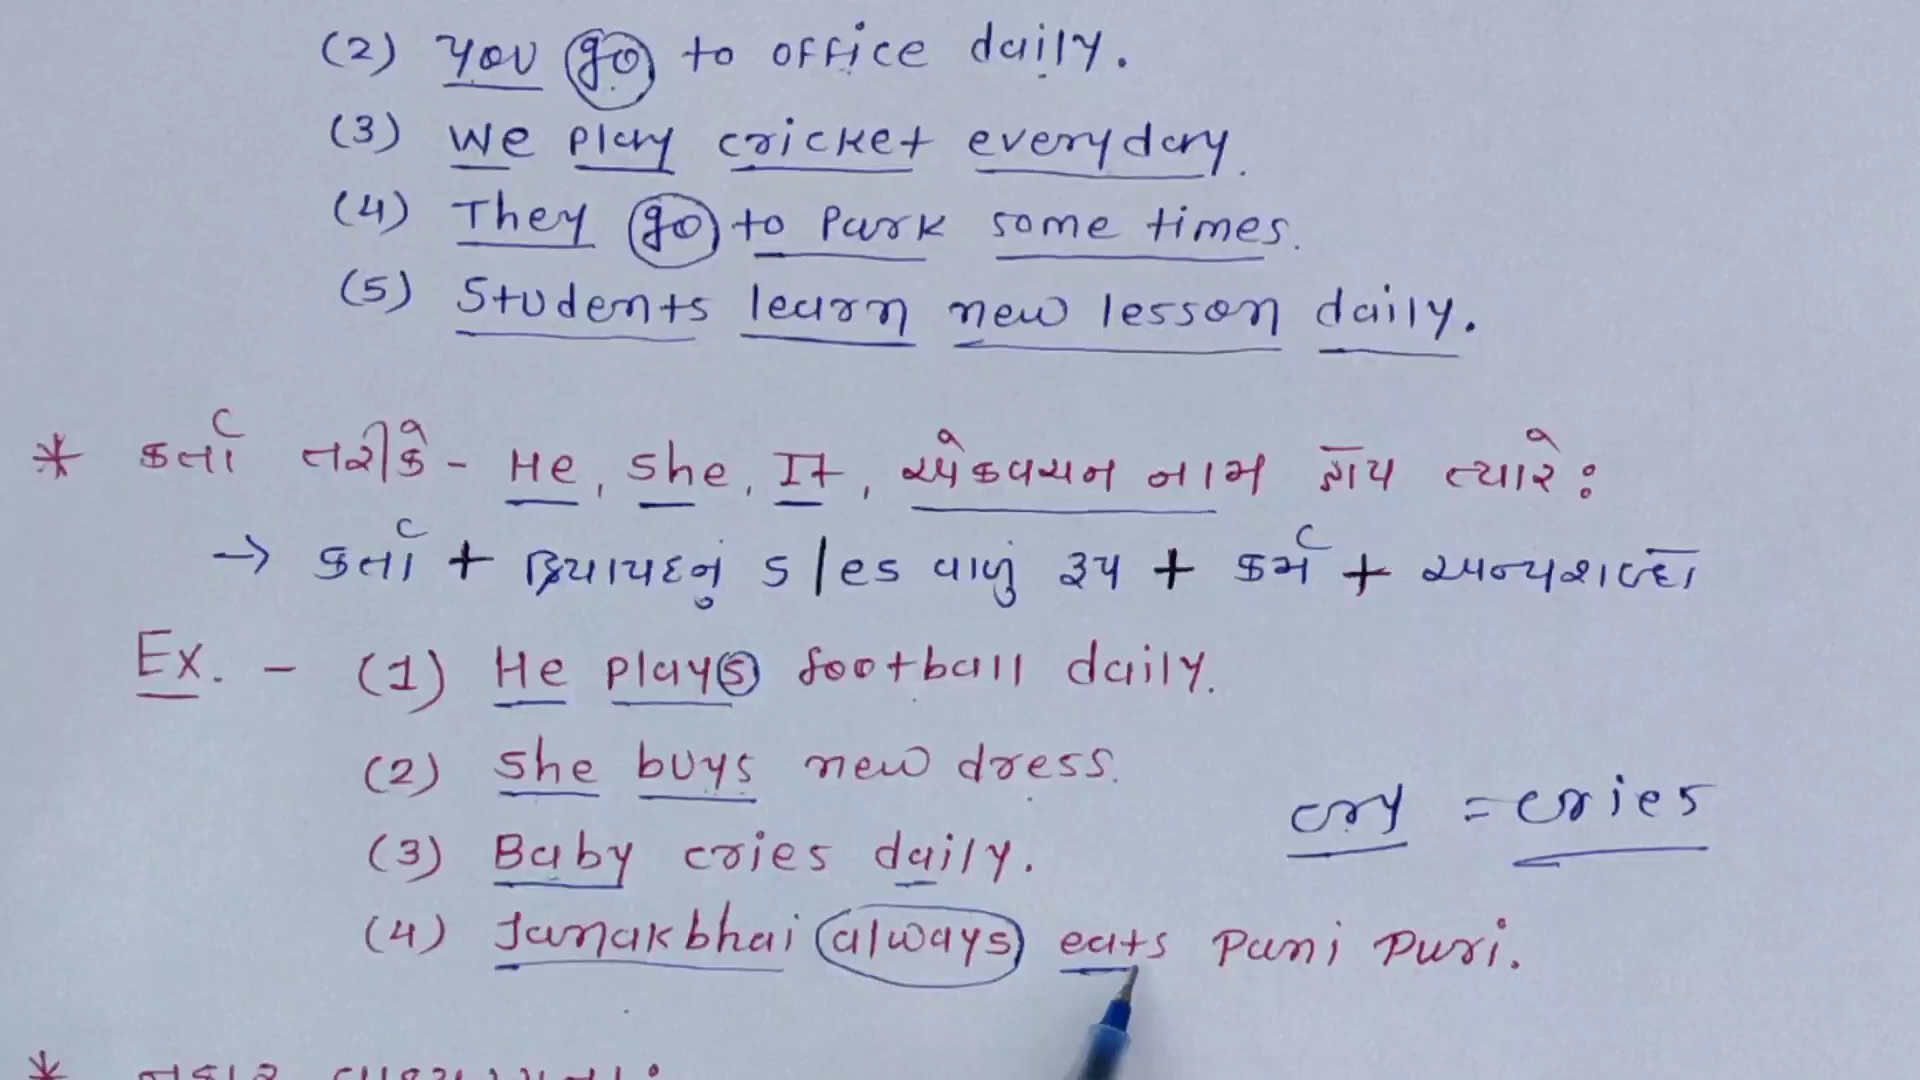 (2) You go to office daily.
(3) We play cricket everyday.
(4) They go to park some times.
(5) Students learn new lesson daily.
* કર્તા તરીકે - He, She, It, એકવચન નામ હોય ત્યારે :
→ કર્તા + ક્રિયાપદનું s/es વાળું રૂપ + કર્મ + અન્યશબ્દો
Ex. - (1) He plays football daily.
(2) She buys new dress.
(3) Baby cries daily.
cry = cries
(4) Janakbhai always eats Pani Puri.
* નકાર